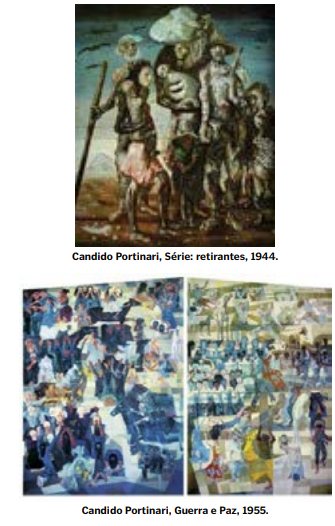 Candido Portinari, Série: retirantes, 1944.
Candido Portinari, Guerra e Paz, 1955.